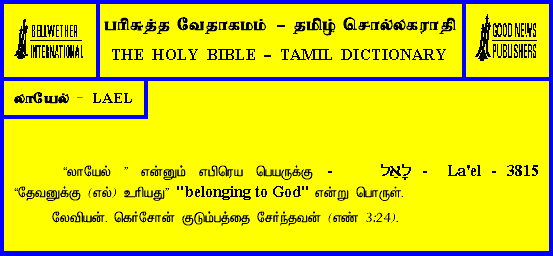 BELLWETHER
INTERNATIONAL
பரிசுத்த வேதாகமம் - தமிழ் சொல்லகராதி
THE HOLY BIBLE - TAMIL DICTIONARY
GOOD NEWS
PUBLISHERS
லாயேல் - LAEL
“லாயேல் ” என்னும் எபிரெய பெயருக்கு - לָאֵל - La'el - 3815
“தேவனுக்கு (எல்) உரியது” "belonging to God" என்று பொருள்.
லேவியன். கெர்சோன் குடும்பத்தை சேர்ந்தவன் (எண் 3:24).